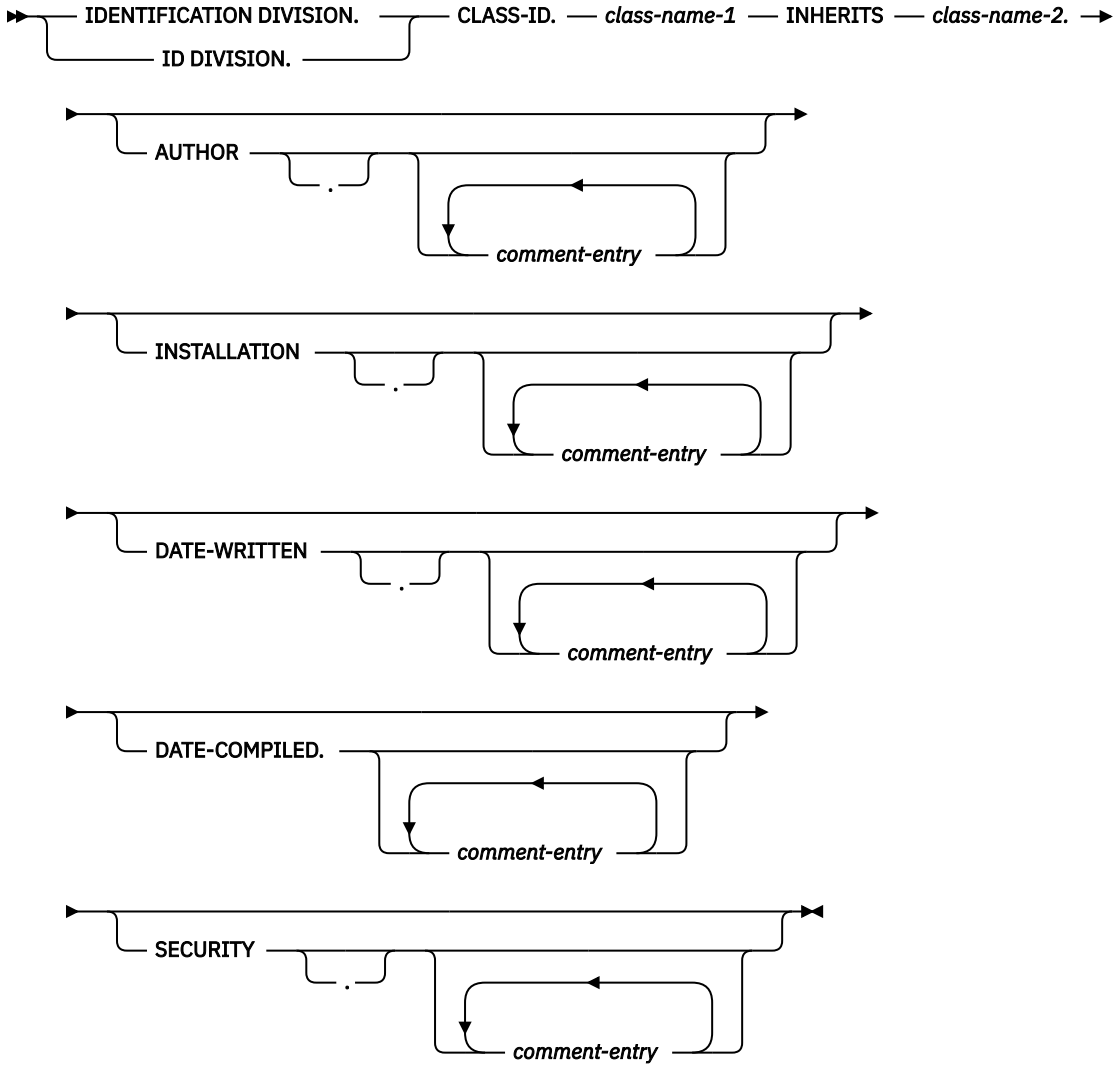 IDENTIFICATION DIVISION. CLASS-ID. class-name-1 INHERITS class-name-2.
ID DIVISION.
AUTHOR
.
comment-entry
INSTALLATION
.
comment-entry
DATE-WRITTEN
.
comment-entry
DATE-COMPILED.
comment-entry
SECURITY
.
comment-entry